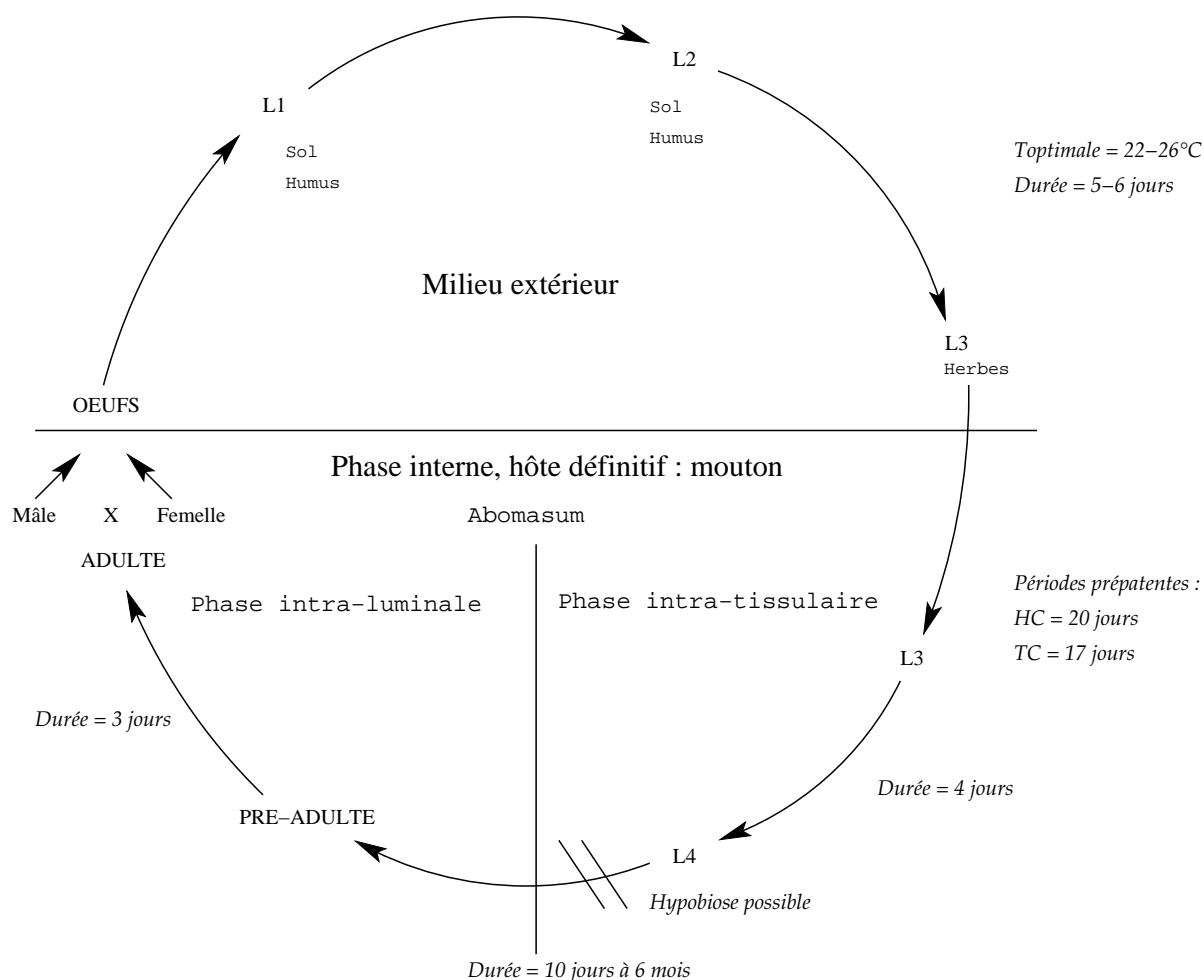 L2
L1
Sol
Humus
Sol
Humus
Toptimale = 22–26°C
Durée = 5–6 jours
Milieu extérieur
L3
Herbes
OEUFS
Phase interne, hôte définitif : mouton
Mâle X Femelle
Abomasum
ADULTE
Phase intra–luminale
Phase intra–tissulaire
Périodes prépatentes :
HC = 20 jours
TC = 17 jours
L3
Durée = 3 jours
Durée = 4 jours
PRE–ADULTE
L4
Hypobiose possible
Durée = 10 jours à 6 mois